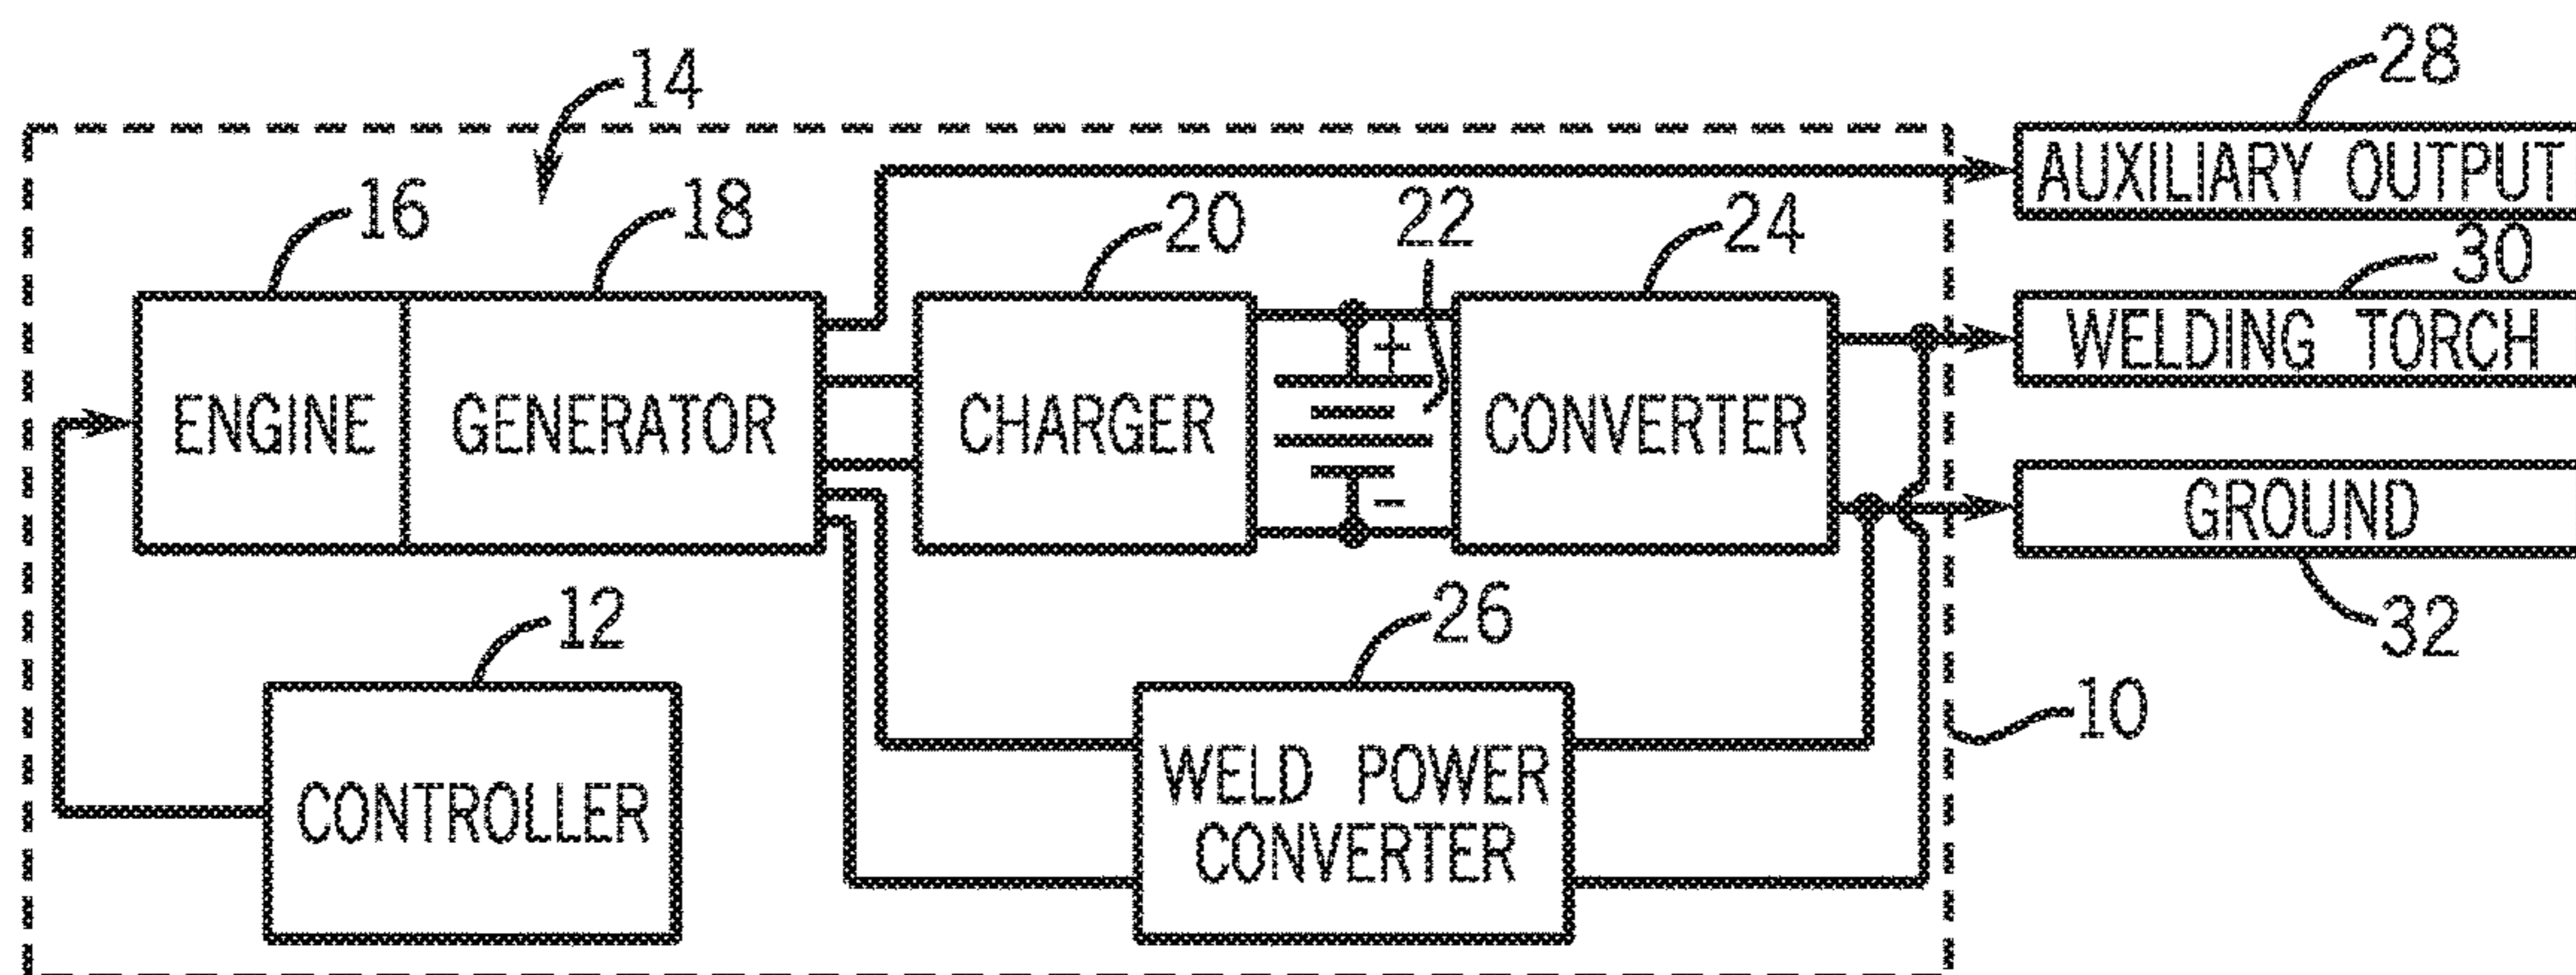 28
14
AUXILIARY OUTPUT
16
18
20
22
24
30
WELDING TORCH
+
ENGINE
GENERATOR
CHARGER
CONVERTER
-
GROUND
12
26
32
10
WELD POWER
CONVERTER
CONTROLLER